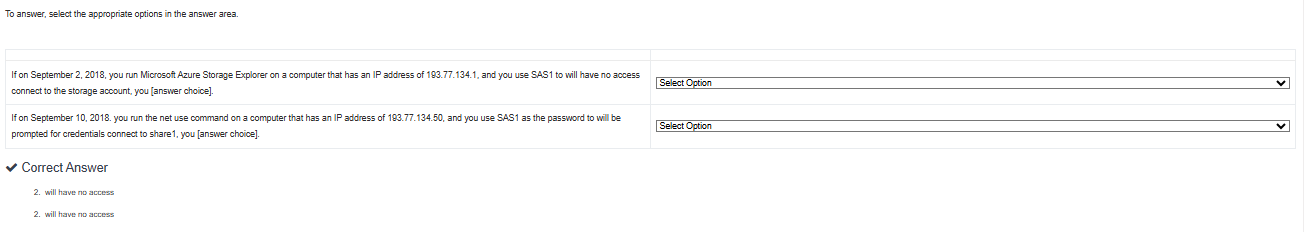 To answer, select the appropriate options in the answer area.
If on September 2, 2018, you run Microsoft Azure Storage Explorer on a computer that has an IP address of 193.77.134.1, and you use SAS1 to will have no access
connect to the storage account, you [answer choice].
Select Option
If on September 10, 2018. you run the net use command on a computer that has an IP address of 193.77.134.50, and you use SAS1 as the password to will be
prompted for credentials connect to share1, you [answer choice].
Select Option
Correct Answer
2. will have no access
2. will have no access